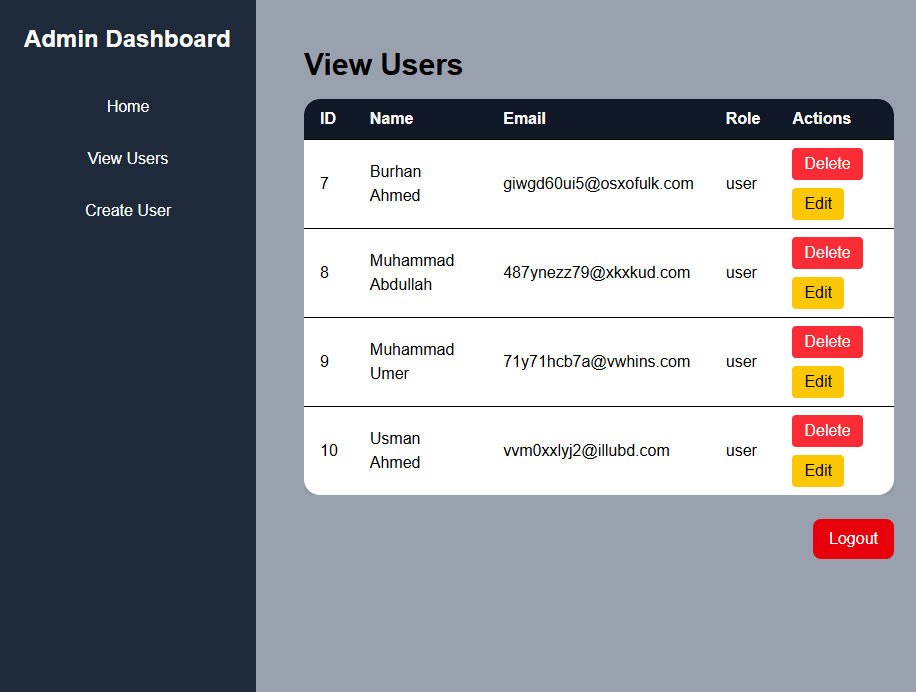 Admin Dashboard
Home
View Users
Create User
View Users
ID Name Email Role Actions
7 Burhan Ahmed giwgd60ui5@osxofulk.com user Delete Edit
8 Muhammad Abdullah 487ynezz79@xkxkud.com user Delete Edit
9 Muhammad Umer 71y71hcb7a@vwhins.com user Delete Edit
10 Usman Ahmed vvm0xxlyj2@illubd.com user Delete Edit
Logout